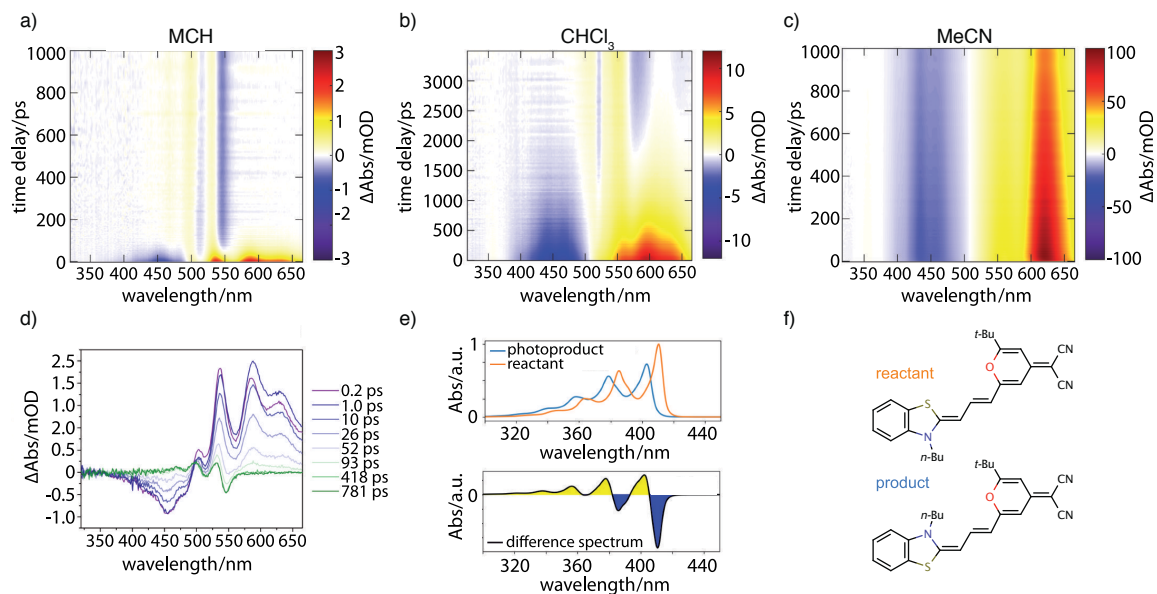 a)
MCH
1000
800
600
400
200
0
time delay/ps
350 400 450 500 550 600 650
wavelength/nm
3
2
1
0
-1
-2
-3
ΔAbs/mOD
b)
CHCl3
3500
3000
2500
2000
1500
1000
500
0
time delay/ps
350 400 450 500 550 600 650
wavelength/nm
10
5
0
-5
-10
ΔAbs/mOD
c)
MeCN
1000
800
600
400
200
0
time delay/ps
350 400 450 500 550 600 650
wavelength/nm
100
50
0
-50
-100
ΔAbs/mOD
d)
2.5
2.0
1.5
1.0
0.5
0
-0.5
-1.0
ΔAbs/mOD
350 400 450 500 550 600 650
wavelength/nm
0.2 ps
1.0 ps
10 ps
26 ps
52 ps
93 ps
418 ps
781 ps
e)
1
0
Abs/a.u.
photoproduct
reactant
360 400 440
0
Abs/a.u.
difference spectrum
360 400 440
wavelength/nm
f)
reactant
t-Bu
O
CN
CN
S
N
n-Bu
product
t-Bu
O
CN
CN
n-Bu
N
S